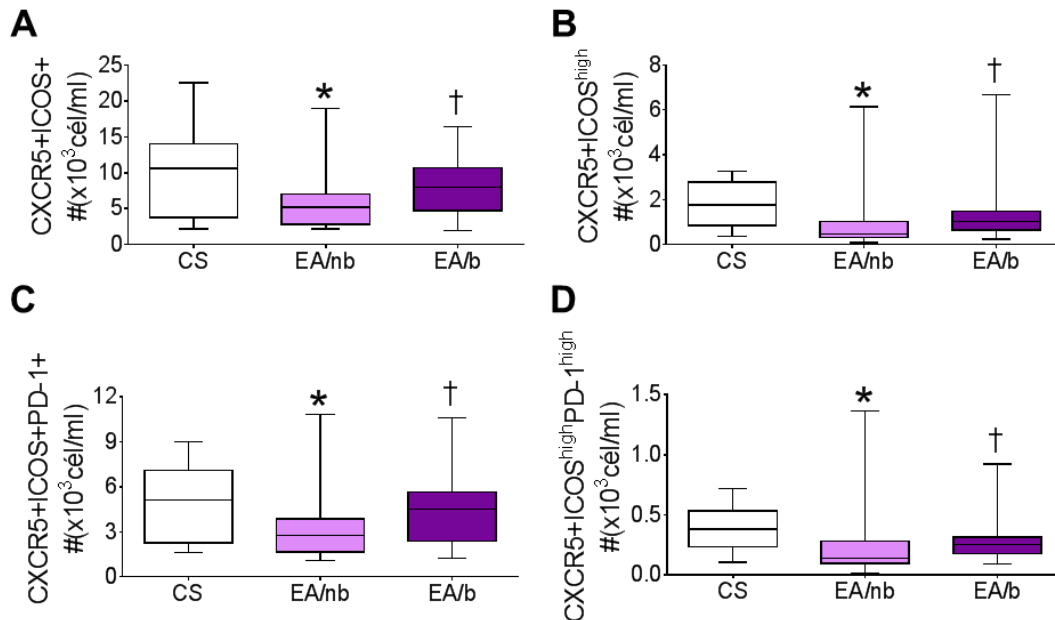 A
CXCR5+ICOS+
#(x10³cél/ml)
25
20
15
10
5
0
*
†
CS
EA/nb
EA/b
B
CXCR5+ICOSʰⁱᵍʰ
#(x10³cél/ml)
8
6
4
2
0
*
†
CS
EA/nb
EA/b
C
CXCR5+ICOS+PD-1+
#(x10³cél/ml)
12
9
6
3
0
*
†
CS
EA/nb
EA/b
D
CXCR5+ICOSʰⁱᵍʰPD-1ʰⁱᵍʰ
#(x10³cél/ml)
1.5
1.0
0.5
0.0
*
†
CS
EA/nb
EA/b